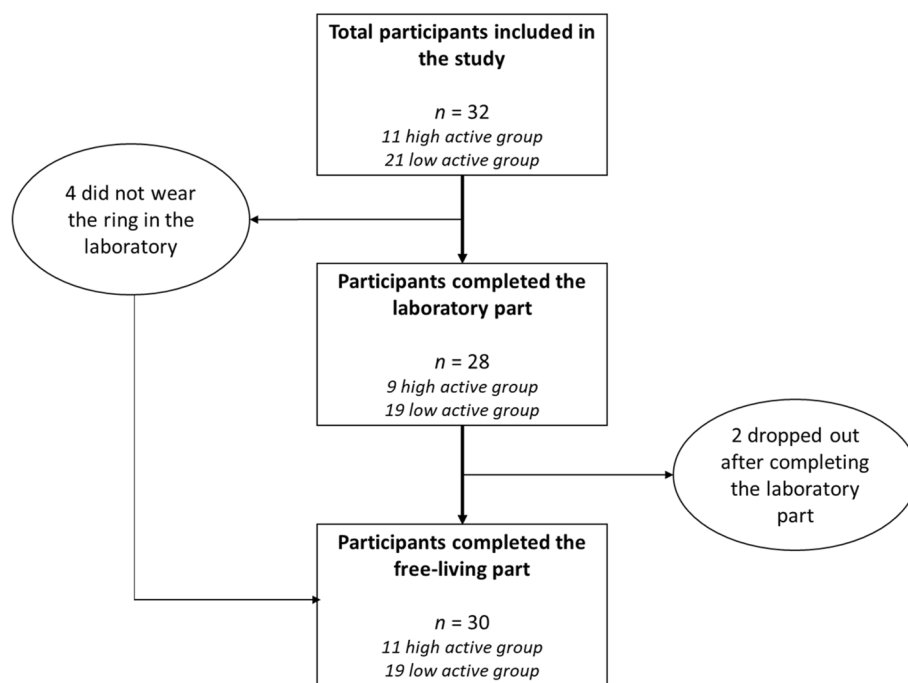 Total participants included in
the study
n = 32
11 high active group
21 low active group
4 did not wear
the ring in the
laboratory
Participants completed the
laboratory part
n = 28
9 high active group
19 low active group
2 dropped out
after completing
the laboratory
part
Participants completed the
free-living part
n = 30
11 high active group
19 low active group